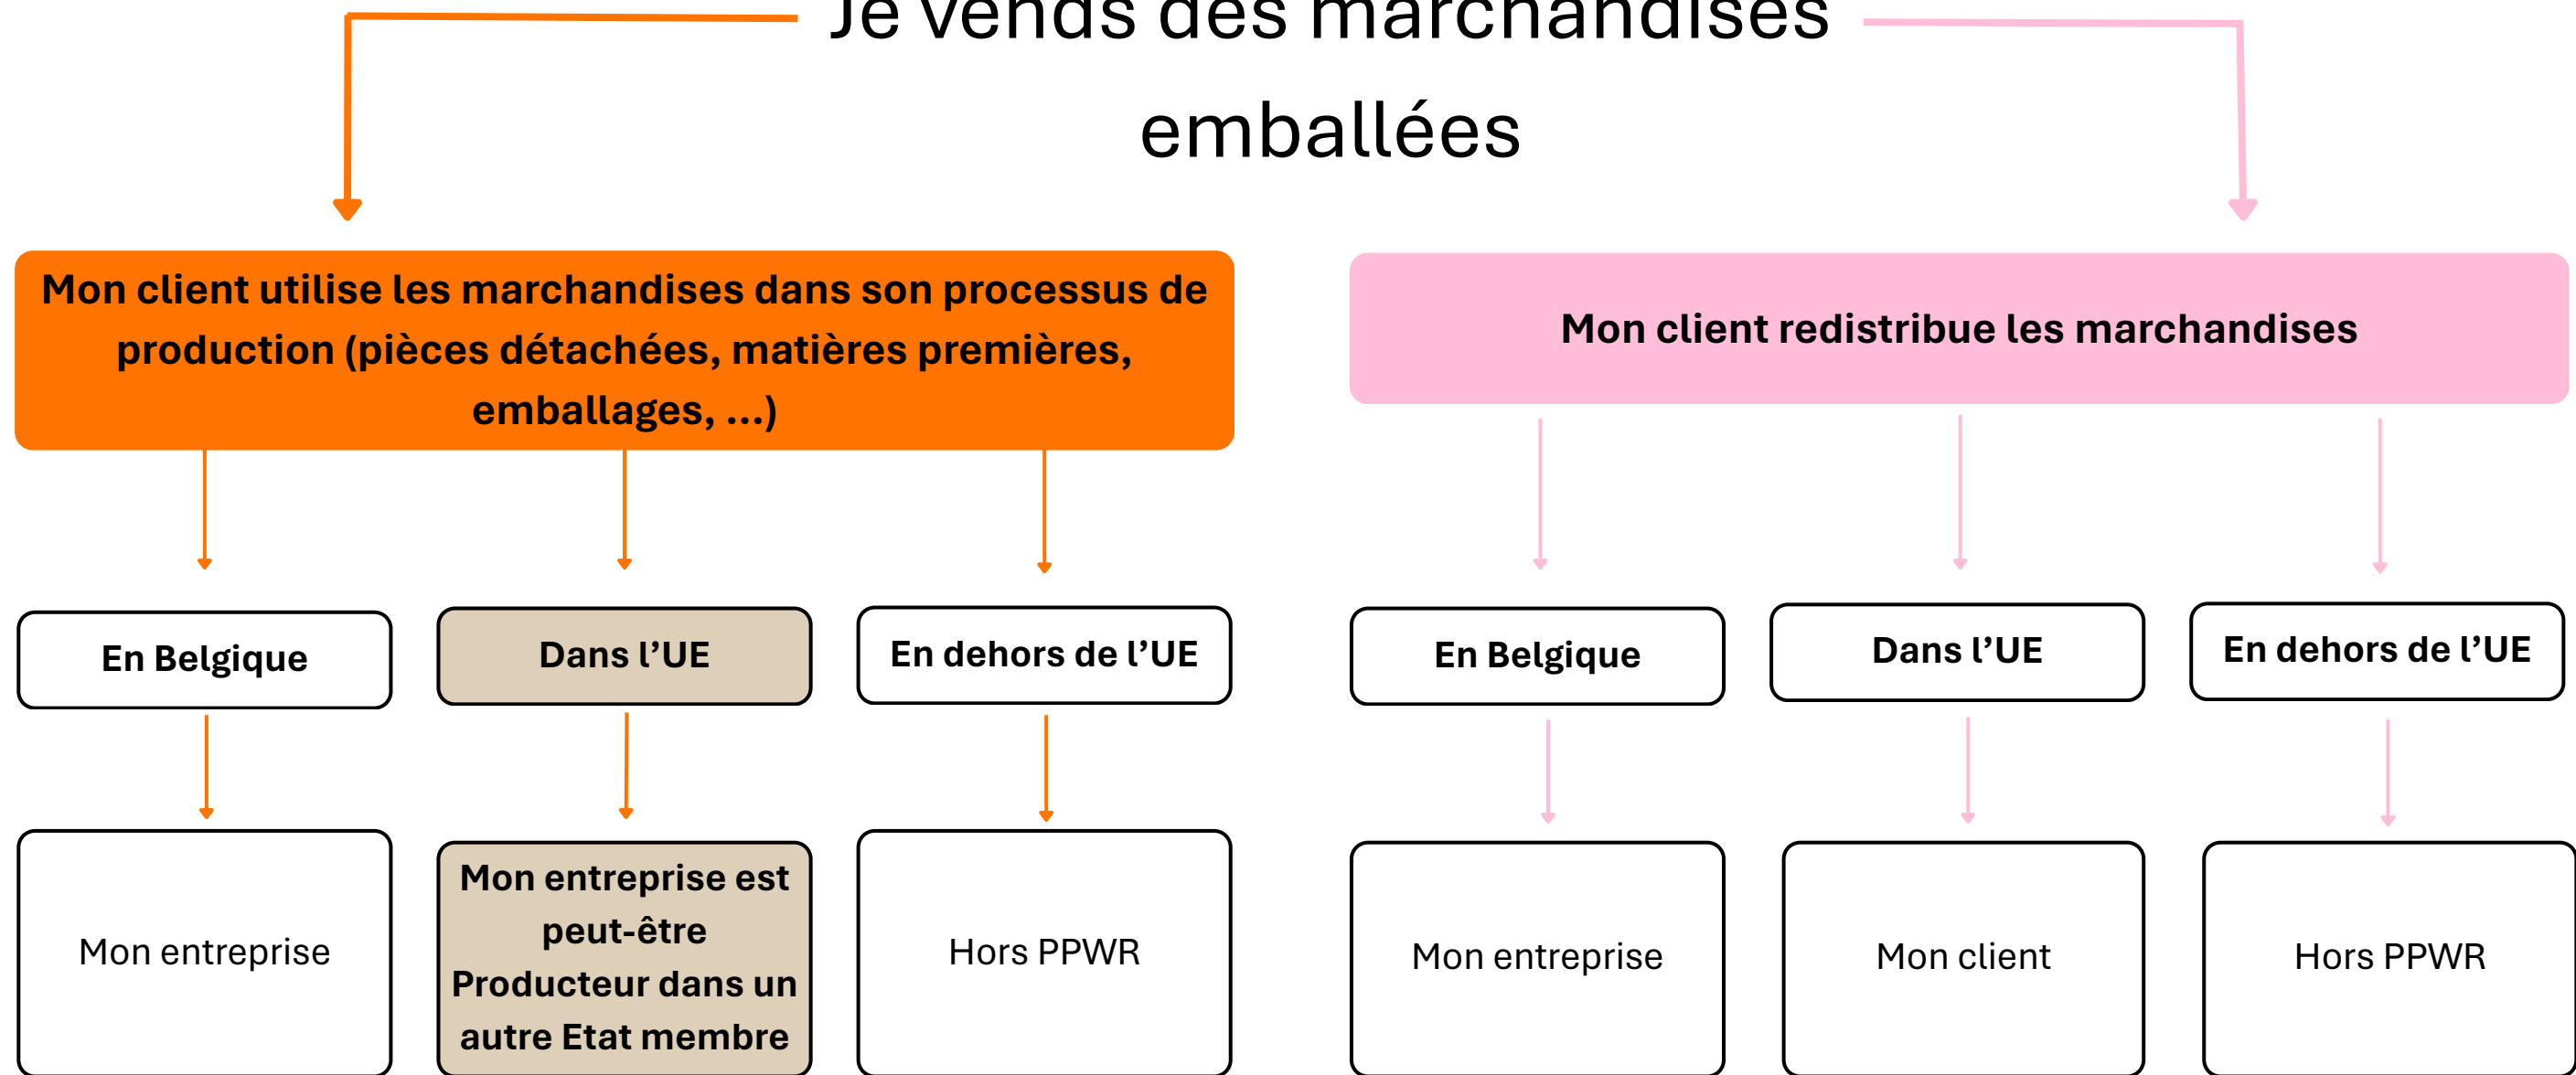 Je vends des marchandises
emballées
Mon client utilise les marchandises dans son processus de
production (pièces détachées, matières premières,
emballages, ...)
Mon client redistribue les marchandises
En Belgique
Dans l’UE
En dehors de l’UE
En Belgique
Dans l’UE
En dehors de l’UE
Mon entreprise
Mon entreprise est
peut-être
Producteur dans un
autre Etat membre
Hors PPWR
Mon entreprise
Mon client
Hors PPWR